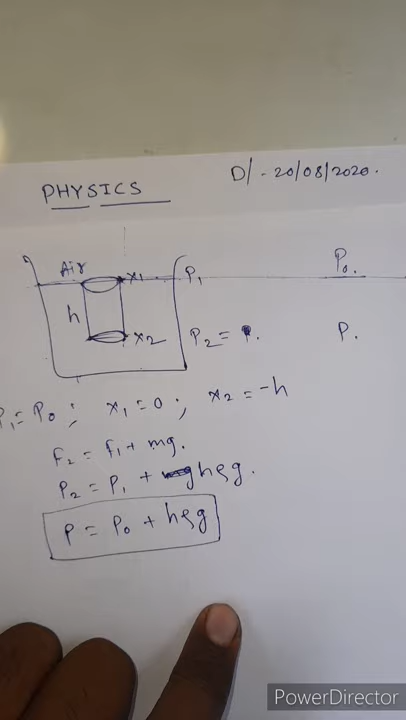 PHYSICS
D/-20/08/2020.
Air
x1
P1
P0.
h
x2
P2 = P.
P.
P1 = P0 ; x1 = 0 ; x2 = -h
F2 = f1 + mg.
P2 = P1 + hρg.
P = P0 + hρg
PowerDirector